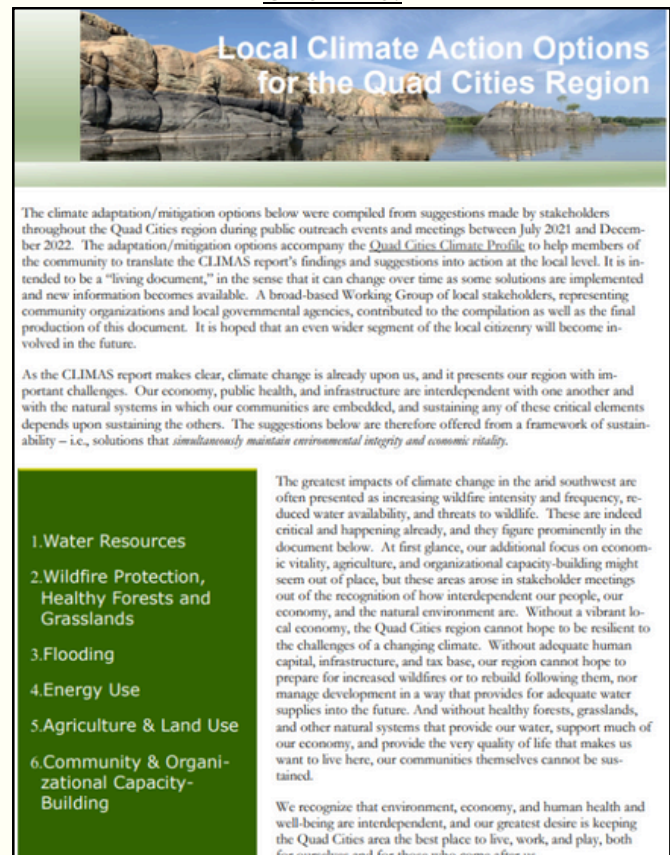 Local Climate Action Options
for the Quad Cities Region
The climate adaptation/mitigation options below were compiled from suggestions made by stakeholders
throughout the Quad Cities region during public outreach events and meetings between July 2021 and Decem-
ber 2022. The adaptation/mitigation options accompany the Quad Cities Climate Profile to help members of
the community to translate the CLIMAS report's findings and suggestions into action at the local level. It is in-
tended to be a "living document," in the sense that it can change over time as some solutions are implemented
and new information becomes available. A broad-based Working Group of local stakeholders, representing
community organizations and local governmental agencies, contributed to the compilation as well as the final
production of this document. It is hoped that an even wider segment of the local citizenry will become in-
volved in the future.
As the CLIMAS report makes clear, climate change is already upon us, and it presents our region with im-
portant challenges. Our economy, public health, and infrastructure are interdependent with one another and
with the natural systems in which our communities are embedded, and sustaining any of these critical elements
depends upon sustaining the others. The suggestions below are therefore offered from a framework of sustain-
ability – i.e., solutions that simultaneously maintain environmental integrity and economic vitality.
1.Water Resources
2.Wildfire Protection,
Healthy Forests and
Grasslands
3.Flooding
4.Energy Use
5.Agriculture & Land Use
6.Community & Organi-
zational Capacity-
Building
The greatest impacts of climate change in the arid southwest are
often presented as increasing wildfire intensity and frequency, re-
duced water availability, and threats to wildlife. These are indeed
critical and happening already, and they figure prominently in the
document below. At first glance, our additional focus on econom-
ic vitality, agriculture, and organizational capacity-building might
seem out of place, but these areas arose in stakeholder meetings
out of the recognition of how interdependent our people, our
economy, and the natural environment are. Without a vibrant lo-
cal economy, the Quad Cities region cannot hope to be resilient to
the challenges of a changing climate. Without adequate human
capital, infrastructure, and tax base, our region cannot hope to
prepare for increased wildfires or to rebuild following them, nor
manage development in a way that provides for adequate water
supplies into the future. And without healthy forests, grasslands,
and other natural systems that provide our water, support much of
our economy, and provide the very quality of life that makes us
want to live here, our communities themselves cannot be sus-
tained.
We recognize that environment, economy, and human health and
well-being are interdependent, and our greatest desire is keeping
the Quad Cities area the best place to live, work, and play, both
for ourselves and for those who come after us